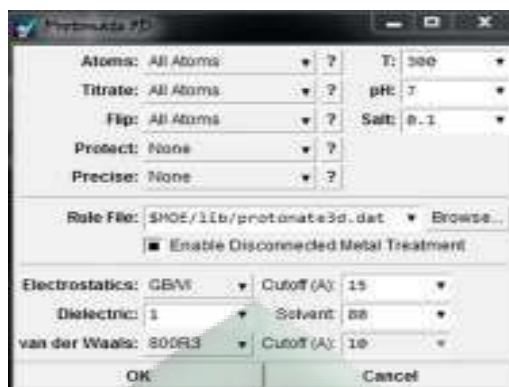 Protonate 3D
Atoms: All Atoms ? T: 300
Titrate: All Atoms ? pH: 7
Flip: All Atoms ? Salt: 0.1
Protect: None ?
Precise: None ?
Rule File: $MOE/lib/protonate3d.dat Browse...
Enable Disconnected Metal Treatment
Electrostatics: GB/VI Cutoff (A): 15
Dielectric: 1 Solvent: 80
van der Waals: 800R3 Cutoff (A): 10
OK Cancel